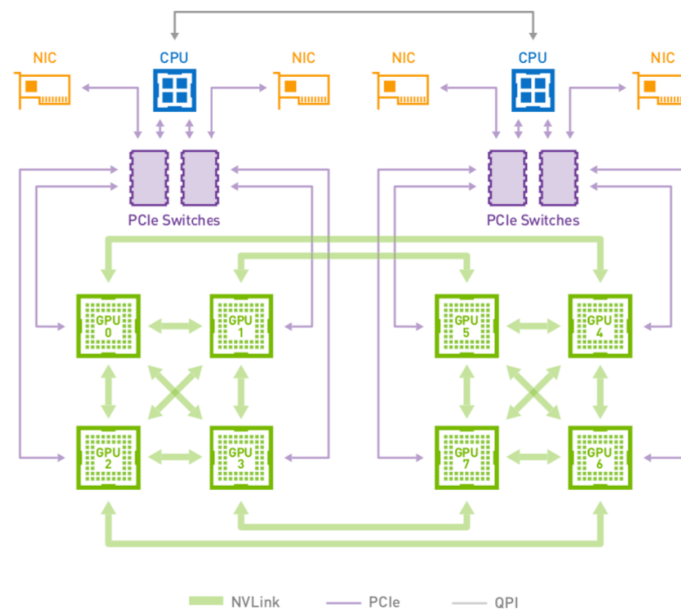 NIC
CPU
NIC
NIC
CPU
NIC
PCIe Switches
PCIe Switches
GPU
0
GPU
1
GPU
5
GPU
4
GPU
2
GPU
3
GPU
7
GPU
6
NVLink
PCIe
QPI